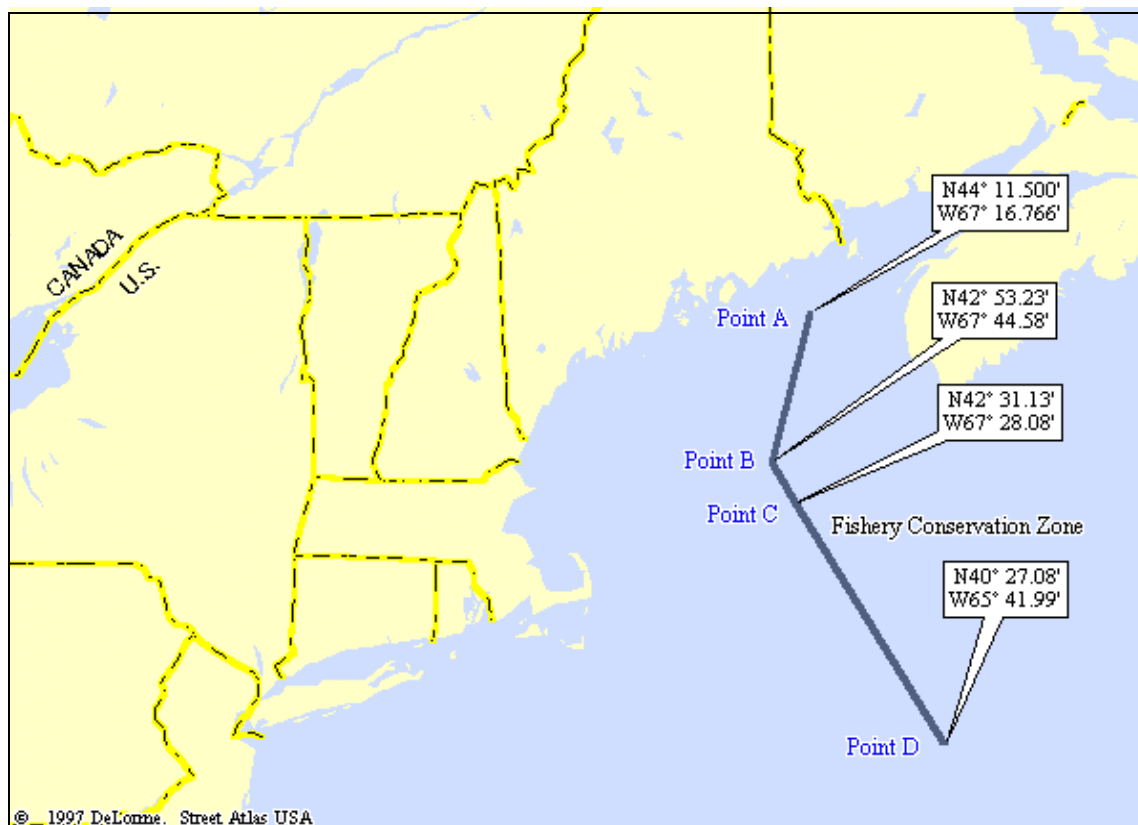 CANADA
U.S.
N44° 11.500'
W67° 16.766'
Point A
N42° 53.23'
W67° 44.58'
Point B
N42° 31.13'
W67° 28.08'
Point C
Fishery Conservation Zone
N40° 27.08'
W65° 41.99'
Point D
© 1997 DeLorme. Street Atlas USA